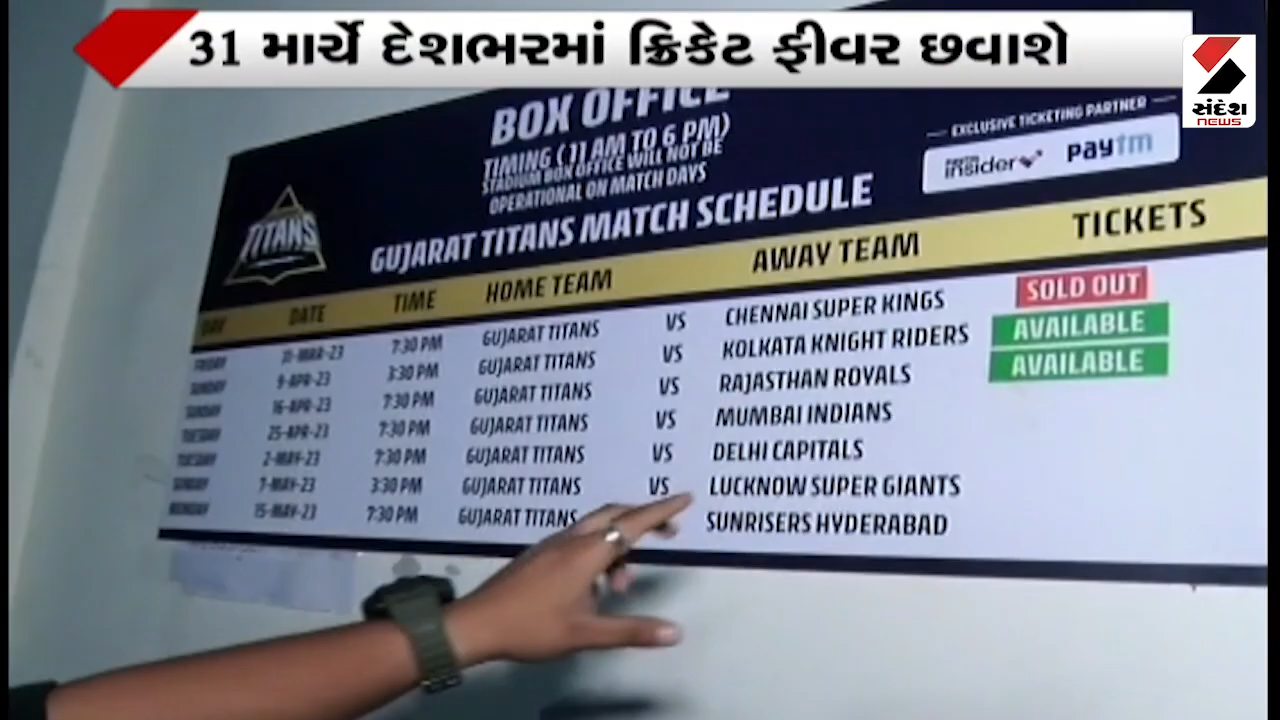 31 માર્ચે દેશભરમાં ક્રિકેટ ફીવર છવાશે
સંદેશ
NEWS
BOX OFFICE
TIMING (11 AM TO 6 PM)
STADIUM BOX OFFICE WILL NOT BE
OPERATIONAL ON MATCH DAYS
EXCLUSIVE TICKETING PARTNER
insider paytm
TITANS
GUJARAT TITANS MATCH SCHEDULE
DAY DATE TIME HOME TEAM AWAY TEAM TICKETS
FRIDAY 31-MAR-23 7:30 PM GUJARAT TITANS VS CHENNAI SUPER KINGS SOLD OUT
SUNDAY 9-APR-23 3:30 PM GUJARAT TITANS VS KOLKATA KNIGHT RIDERS AVAILABLE
SUNDAY 16-APR-23 7:30 PM GUJARAT TITANS VS RAJASTHAN ROYALS AVAILABLE
TUESDAY 25-APR-23 7:30 PM GUJARAT TITANS VS MUMBAI INDIANS
TUESDAY 2-MAY-23 7:30 PM GUJARAT TITANS VS DELHI CAPITALS
SUNDAY 7-MAY-23 3:30 PM GUJARAT TITANS VS LUCKNOW SUPER GIANTS
MONDAY 15-MAY-23 7:30 PM GUJARAT TITANS SUNRISERS HYDERABAD